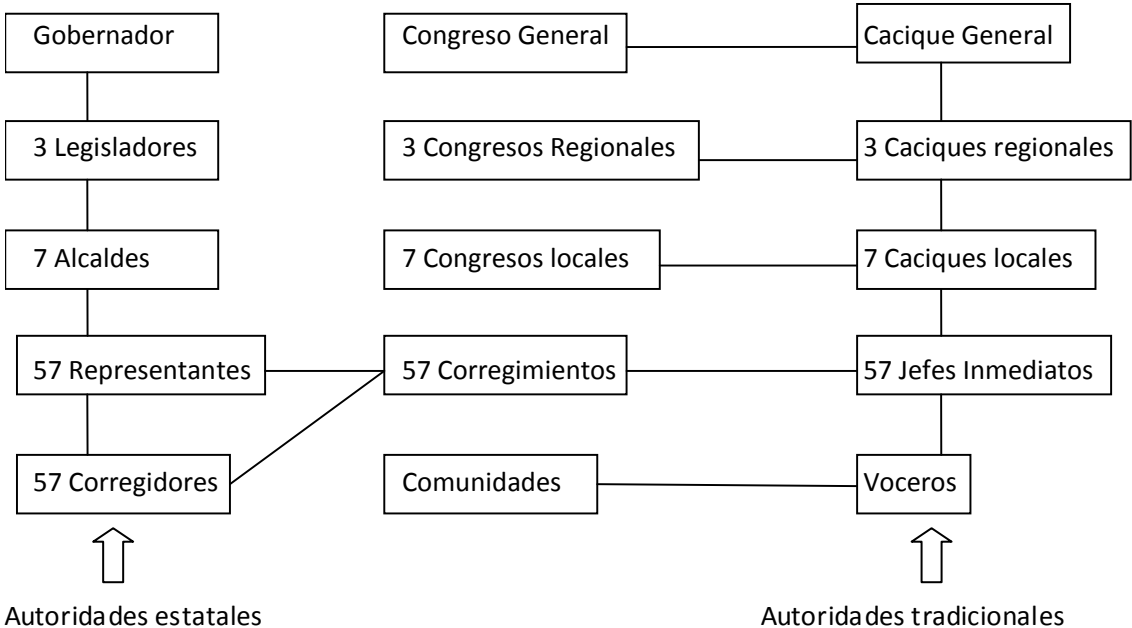 Gobernador
Congreso General
Cacique General
3 Legisladores
3 Congresos Regionales
3 Caciques regionales
7 Alcaldes
7 Congresos locales
7 Caciques locales
57 Representantes
57 Corregimientos
57 Jefes Inmediatos
57 Corregidores
Comunidades
Voceros
Autoridades estatales
Autoridades tradicionales